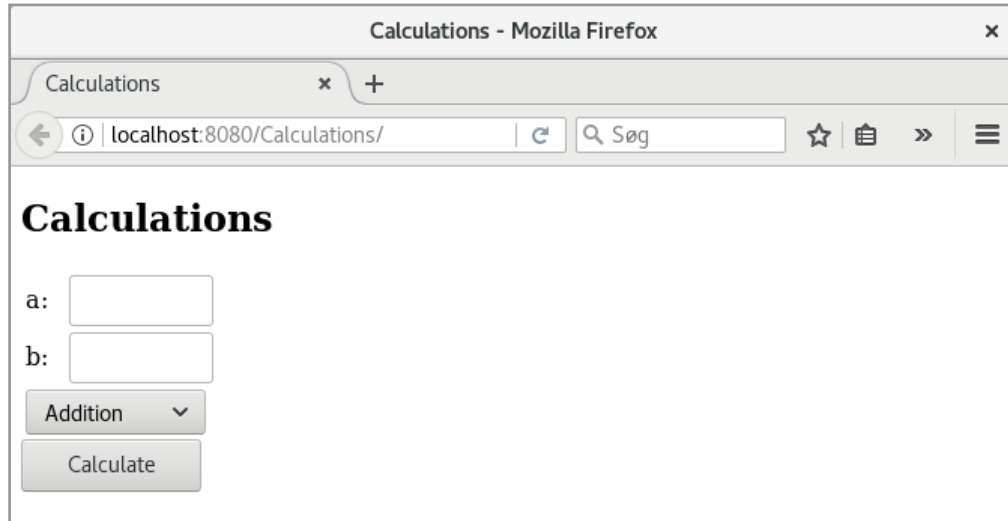 Calculations - Mozilla Firefox
Calculations
localhost:8080/Calculations/ Søg
Calculations
a:
b:
Addition
Calculate